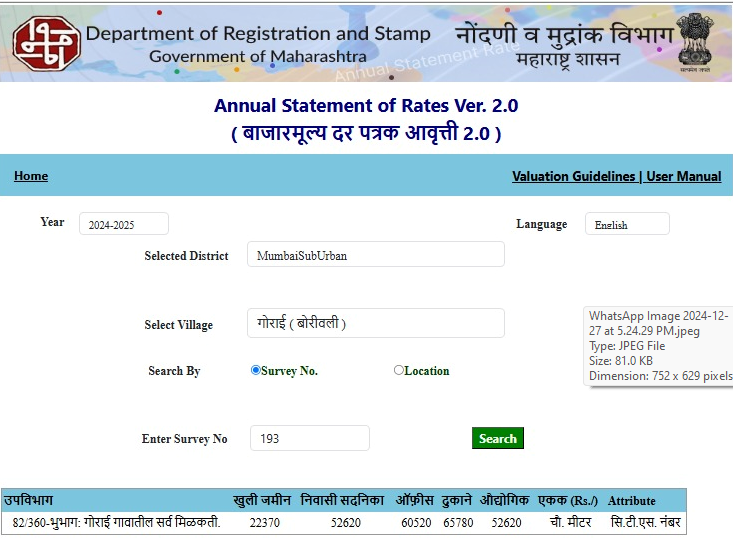 Department of Registration and Stamp
Government of Maharashtra
नोंदणी व मुद्रांक विभाग
महाराष्ट्र शासन
Annual Statement Rate
Annual Statement of Rates Ver. 2.0
( बाजारमूल्य दर पत्रक आवृत्ती 2.0 )
Home
Valuation Guidelines | User Manual
Year 2024-2025 Language English
Selected District MumbaiSubUrban
Select Village गोराई ( बोरीवली )
WhatsApp Image 2024-12-
27 at 5.24.29 PM.jpeg
Type: JPEG File
Size: 81.0 KB
Dimension: 752 x 629 pixels
Search By Survey No. Location
Enter Survey No 193 Search
उपविभाग खुली जमीन निवासी सदनिका ऑफ़ीस दुकाने औद्योगिक एकक (Rs./) Attribute
82/360-भुभाग: गोराई गावातील सर्व मिळकती. 22370 52620 60520 65780 52620 चौ. मीटर सि.टी.एस. नंबर